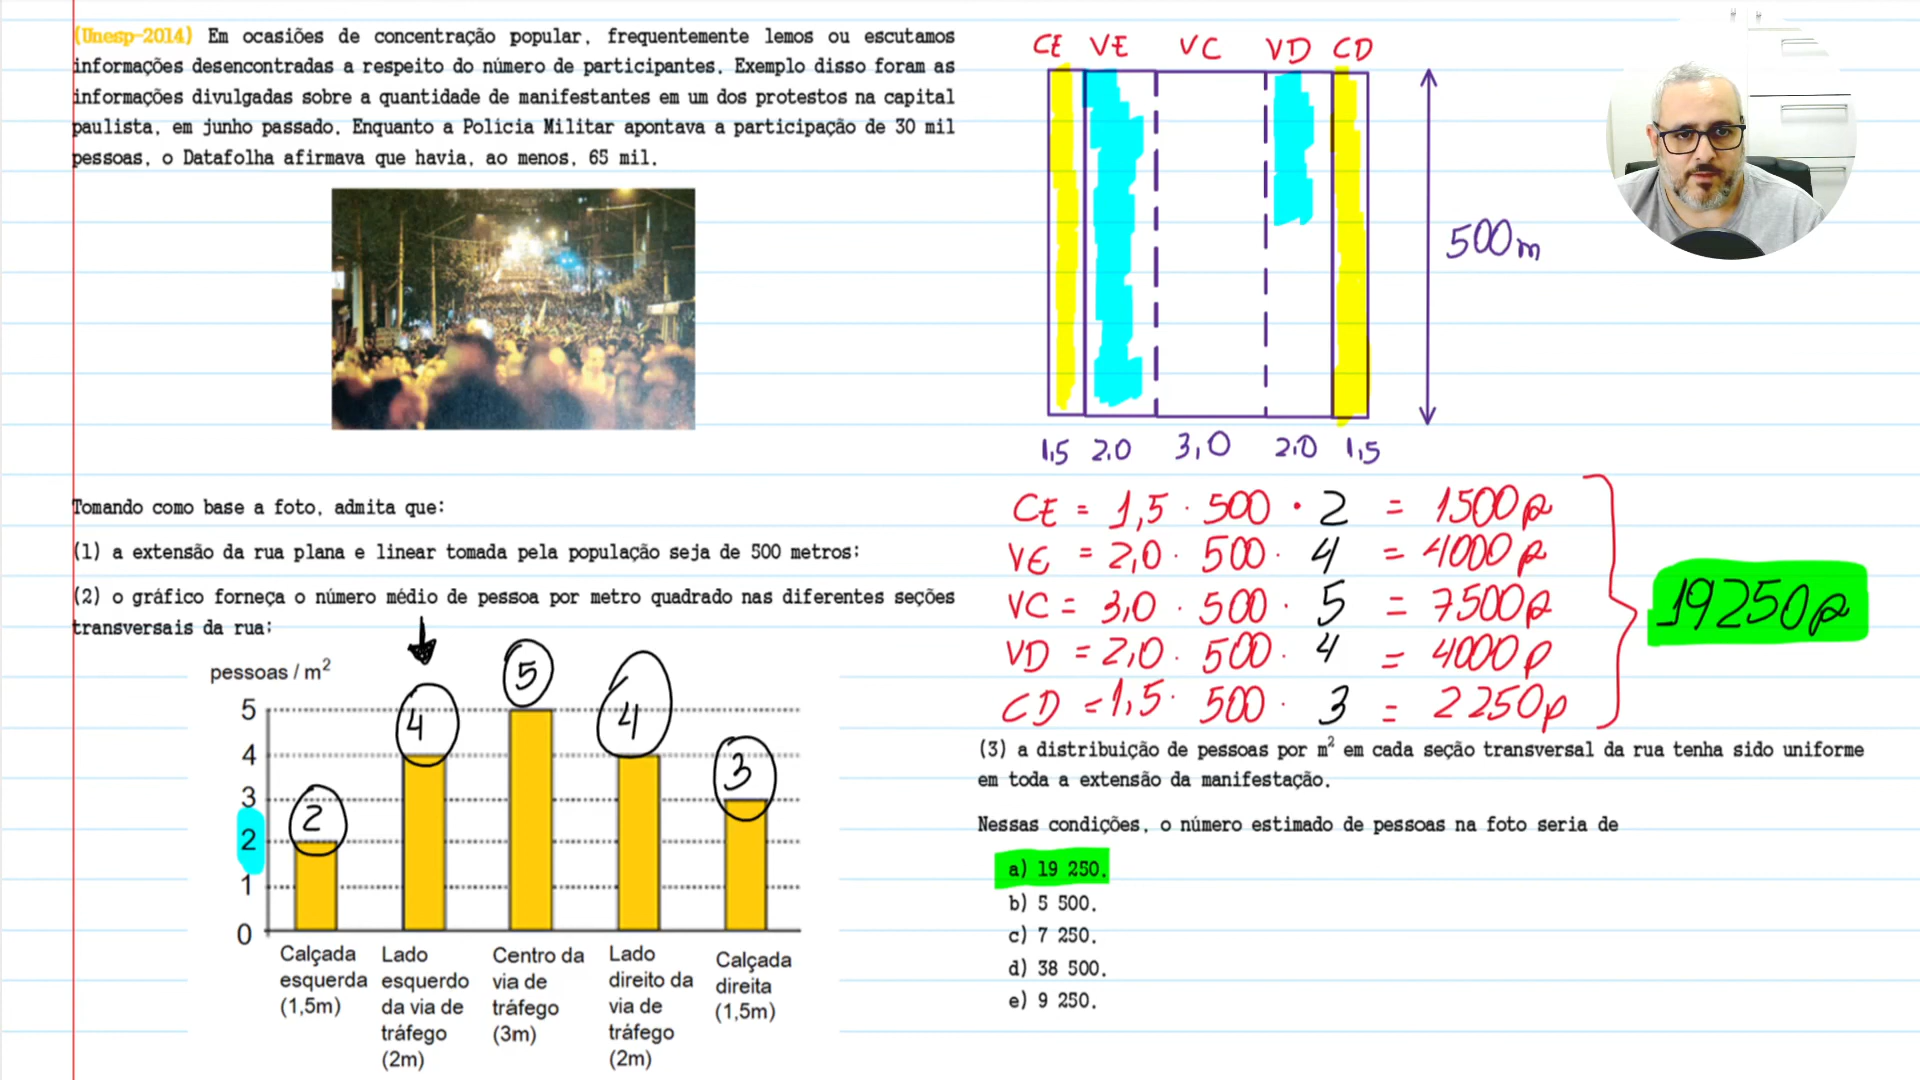 (Unesp-2014) Em ocasiões de concentração popular, frequentemente lemos ou escutamos
informações desencontradas a respeito do número de participantes. Exemplo disso foram as
informações divulgadas sobre a quantidade de manifestantes em um dos protestos na capital
paulista, em junho passado. Enquanto a Polícia Militar apontava a participação de 30 mil
pessoas, o Datafolha afirmava que havia, ao menos, 65 mil.
Tomando como base a foto, admita que:
(1) a extensão da rua plana e linear tomada pela população seja de 500 metros;
(2) o gráfico forneça o número médio de pessoa por metro quadrado nas diferentes seções
transversais da rua;
pessoas / m²
5
4
3
2
1
0
2
4
5
4
3
Calçada
esquerda
(1,5m)
Lado
esquerdo
da via de
tráfego
(2m)
Centro da
via de
tráfego
(3m)
Lado
direito da
via de
tráfego
(2m)
Calçada
direita
(1,5m)
CE VE VC VD CD
500m
1,5 2,0 3,0 2,0 1,5
CE = 1,5 · 500 · 2 = 1500p
VE = 2,0 · 500 · 4 = 4000p
VC = 3,0 · 500 · 5 = 7500p
VD = 2,0 · 500 · 4 = 4000p
CD = 1,5 · 500 · 3 = 2250p
19250p
(3) a distribuição de pessoas por m² em cada seção transversal da rua tenha sido uniforme
em toda a extensão da manifestação.
Nessas condições, o número estimado de pessoas na foto seria de
a) 19 250.
b) 5 500.
c) 7 250.
d) 38 500.
e) 9 250.